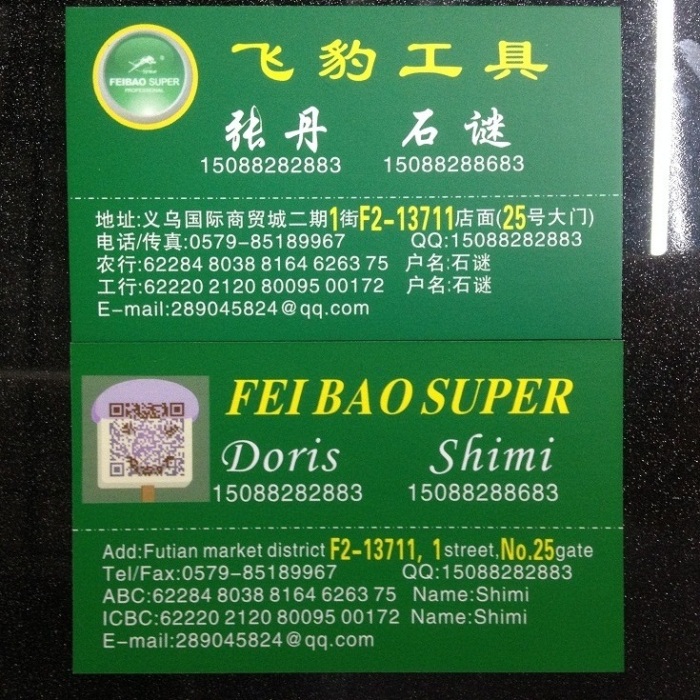 FEIBAO SUPER
PROFESSIONAL
飞豹工具
张丹 石谜
15088282883 15088288683
地址:义乌国际商贸城二期1街F2-13711店面(25号大门)
电话/传真:0579-85189967 QQ:15088282883
农行:62284 8038 8164 6263 75 户名:石谜
工行:62220 2120 80095 00172 户名:石谜
E-mail:289045824@qq.com
FEI BAO SUPER
Doris Shimi
15088282883 15088288683
Add:Futian market district F2-13711, 1street,No.25gate
Tel/Fax:0579-85189967 QQ:15088282883
ABC:62284 8038 8164 6263 75 Name:Shimi
ICBC:62220 2120 80095 00172 Name:Shimi
E-mail:289045824@qq.com